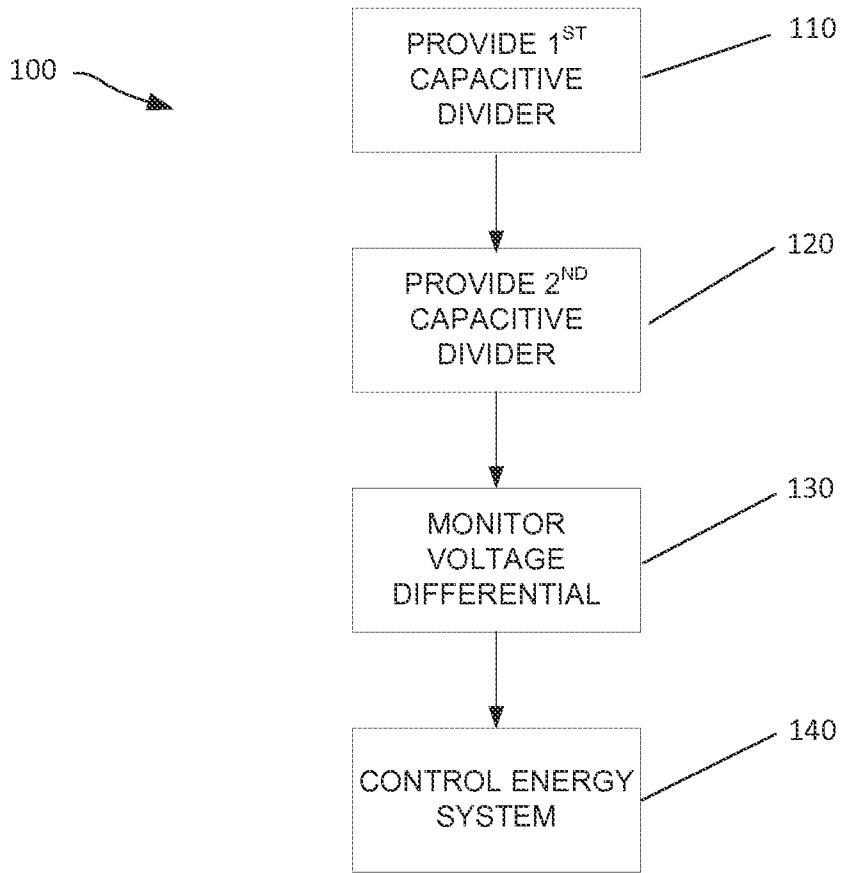 PROVIDE 1ST
CAPACITIVE
DIVIDER
110
100
PROVIDE 2ND
CAPACITIVE
DIVIDER
120
MONITOR
VOLTAGE
DIFFERENTIAL
130
CONTROL ENERGY
SYSTEM
140